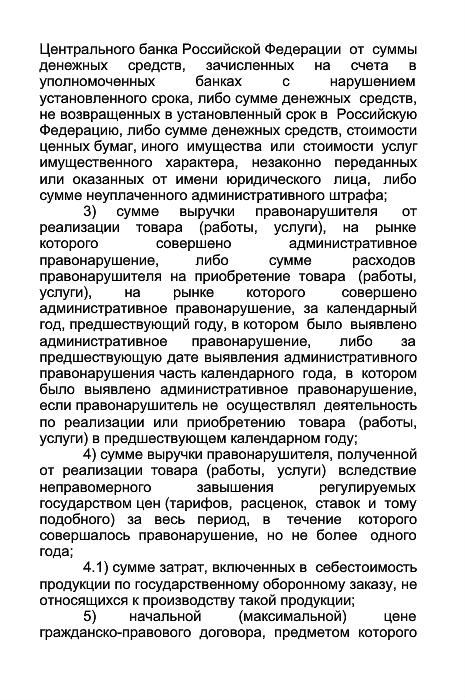 Центрального банка Российской Федерации от суммы
денежных средств, зачисленных на счета в
уполномоченных банках с нарушением
установленного срока, либо сумме денежных средств,
не возвращенных в установленный срок в Российскую
Федерацию, либо сумме денежных средств, стоимости
ценных бумаг, иного имущества или стоимости услуг
имущественного характера, незаконно переданных
или оказанных от имени юридического лица, либо
сумме неуплаченного административного штрафа;
3) сумме выручки правонарушителя от
реализации товара (работы, услуги), на рынке
которого совершено административное
правонарушение, либо сумме расходов
правонарушителя на приобретение товара (работы,
услуги), на рынке которого совершено
административное правонарушение, за календарный
год, предшествующий году, в котором было выявлено
административное правонарушение, либо за
предшествующую дате выявления административного
правонарушения часть календарного года, в котором
было выявлено административное правонарушение,
если правонарушитель не осуществлял деятельность
по реализации или приобретению товара (работы,
услуги) в предшествующем календарном году;
4) сумме выручки правонарушителя, полученной
от реализации товара (работы, услуги) вследствие
неправомерного завышения регулируемых
государством цен (тарифов, расценок, ставок и тому
подобного) за весь период, в течение которого
совершалось правонарушение, но не более одного
года;
4.1) сумме затрат, включенных в себестоимость
продукции по государственному оборонному заказу, не
относящихся к производству такой продукции;
5) начальной (максимальной) цене
гражданско-правового договора, предметом которого